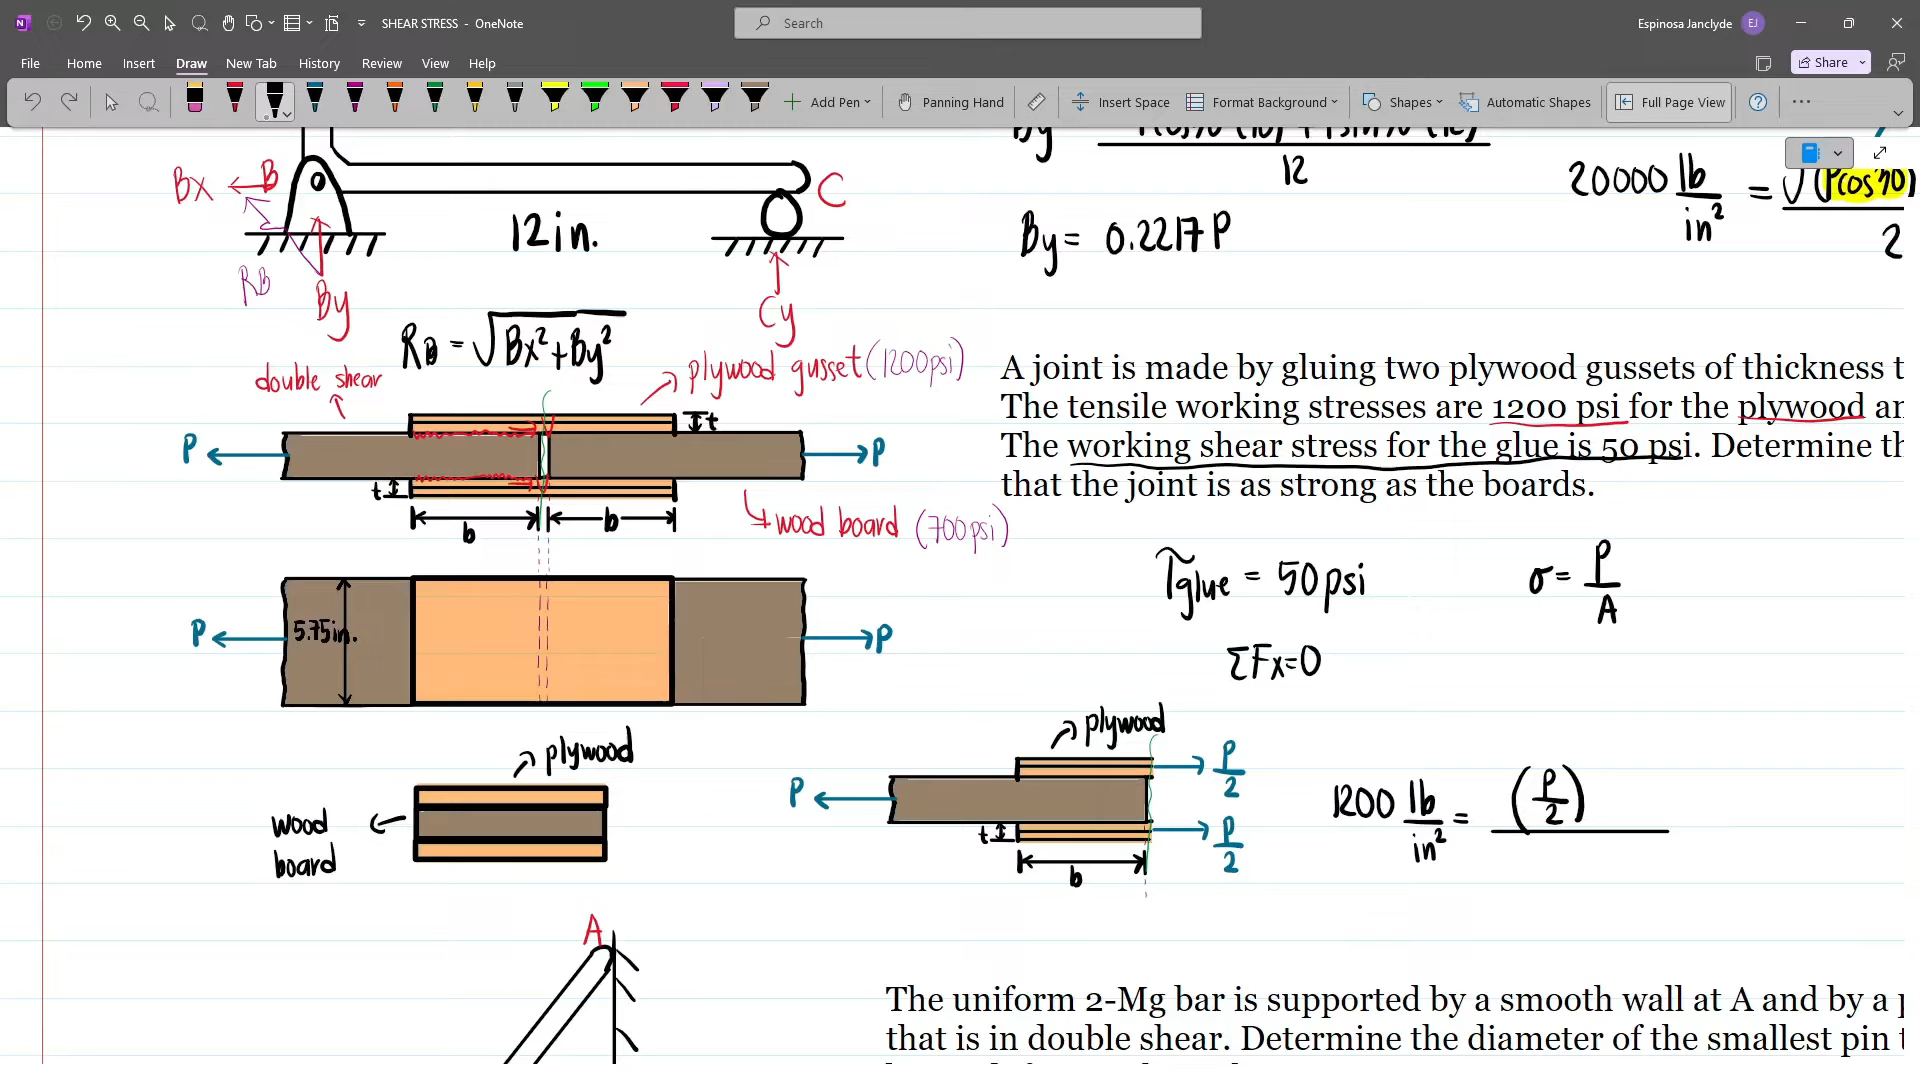 SHEAR STRESS - OneNote
Search
Espinosa Janclyde
EJ
File
Home
Insert
Draw
New Tab
History
Review
View
Help
Share
Add Pen
Panning Hand
Insert Space
Format Background
Shapes
Automatic Shapes
Full Page View
Bx
B
12in.
C
RB
By
Cy
RB = √Bx²+By²
By
12
By = 0.2217P
20000 lb/in² =
(Pcos40)
2
double shear
plywood gusset (1200psi)
t
P
P
t
b
b
wood board (700psi)
P
5.75in.
P
plywood
wood
board
A joint is made by gluing two plywood gussets of thickness t
The tensile working stresses are 1200 psi for the plywood an
The working shear stress for the glue is 50 psi. Determine th
that the joint is as strong as the boards.
τglue = 50psi
σ = P/A
ΣFx=0
plywood
P
P/2
P/2
t
b
1200 lb/in² = (P/2)
A
The uniform 2-Mg bar is supported by a smooth wall at A and by a p
that is in double shear. Determine the diameter of the smallest pin t